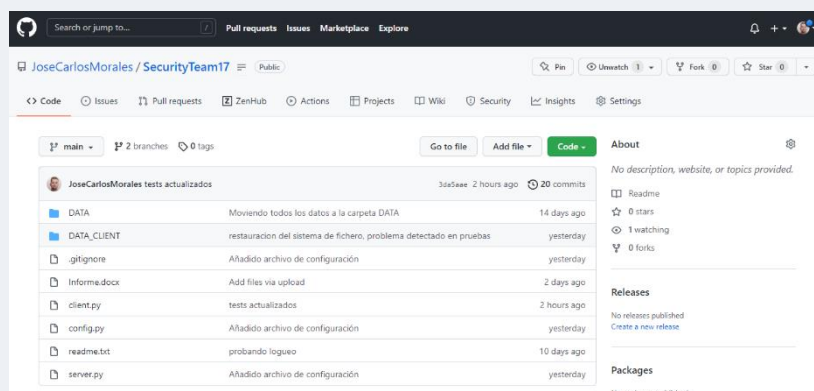 Search or jump to...
/
Pull requests Issues Marketplace Explore
JoseCarlosMorales / SecurityTeam17 Public
Pin Unwatch 1 Fork 0 Star 0
Code Issues Pull requests ZenHub Actions Projects Wiki Security Insights Settings
main 2 branches 0 tags Go to file Add file Code
JoseCarlosMorales tests actualizados 3da5aae 2 hours ago 20 commits
DATA Moviendo todos los datos a la carpeta DATA 14 days ago
DATA_CLIENT restauracion del sistema de fichero, problema detectado en pruebas yesterday
.gitignore Añadido archivo de configuración yesterday
Informe.docx Add files via upload 2 days ago
client.py tests actualizados 2 hours ago
config.py Añadido archivo de configuración yesterday
readme.txt probando logueo 10 days ago
server.py Añadido archivo de configuración yesterday
About
No description, website, or topics provided.
Readme
0 stars
1 watching
0 forks
Releases
No releases published
Create a new release
Packages